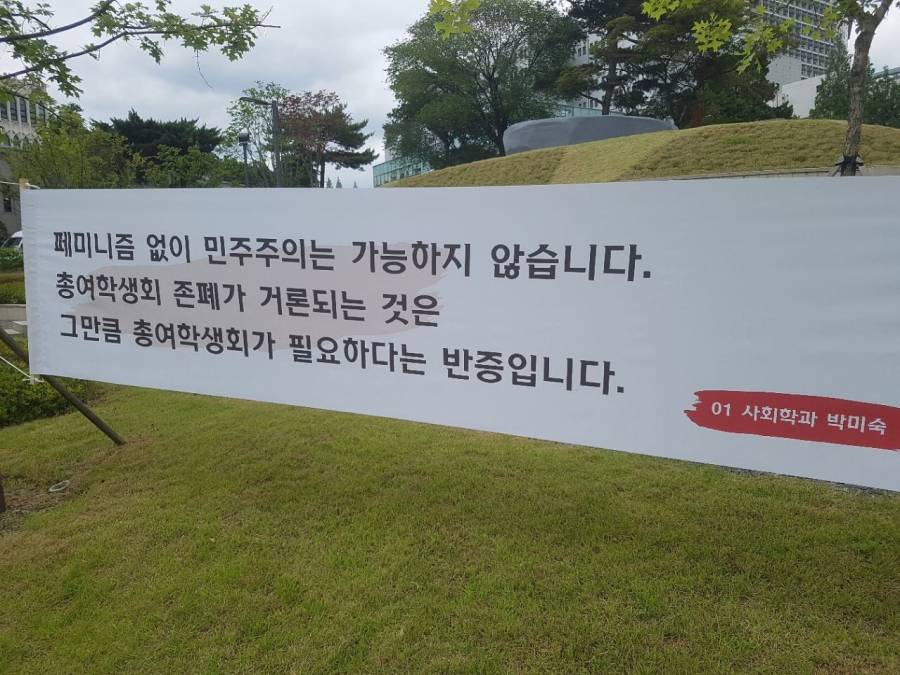 페미니즘 없이 민주주의는 가능하지 않습니다.
총여학생회 존폐가 거론되는 것은
그만큼 총여학생회가 필요하다는 반증입니다.
01 사회학과 박미숙